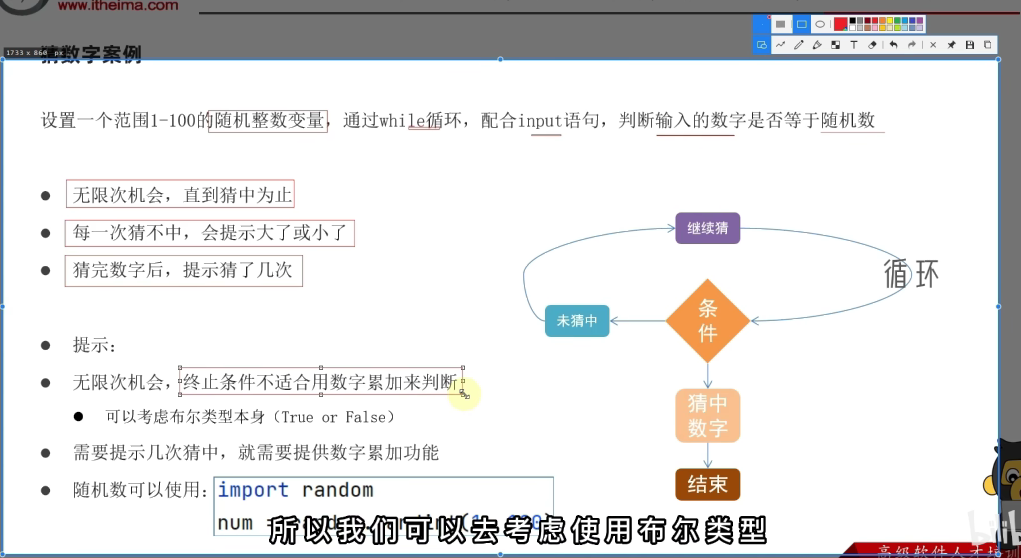 www.itheima.com
1733 x 860 px
猜数字案例
设置一个范围1-100的随机整数变量，通过while循环，配合input语句，判断输入的数字是否等于随机数
无限次机会，直到猜中为止
每一次猜不中，会提示大了或小了
猜完数字后，提示猜了几次
继续猜
循环
未猜中
条件
猜中数字
结束
提示：
无限次机会，终止条件不适合用数字累加来判断
可以考虑布尔类型本身（True or False）
需要提示几次猜中，就需要提供数字累加功能
随机数可以使用：
import random
num
所以我们可以去考虑使用布尔类型
高级软件人才培